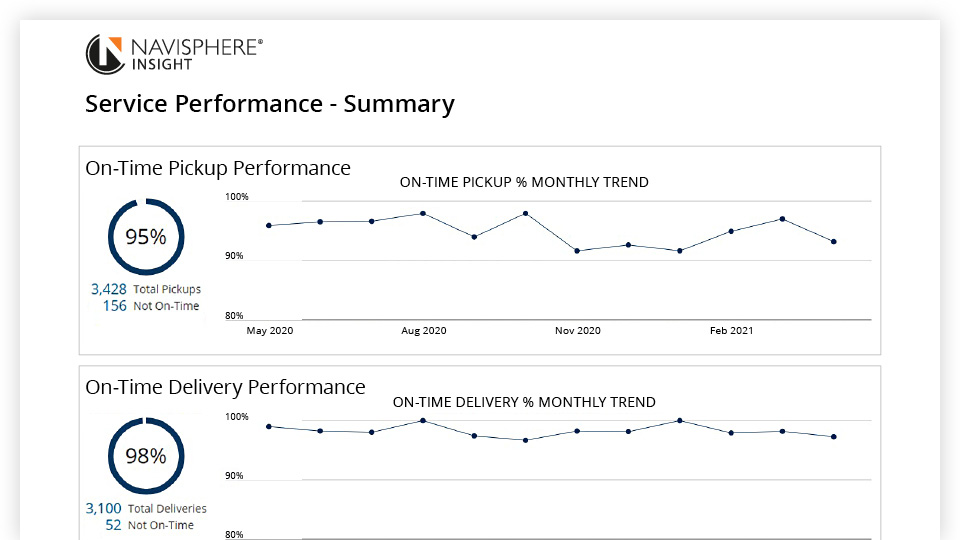 NAVISPHERE®
INSIGHT
Service Performance - Summary
On-Time Pickup Performance
ON-TIME PICKUP % MONTHLY TREND
95%
3,428 Total Pickups
156 Not On-Time
100%
90%
80%
May 2020 Aug 2020 Nov 2020 Feb 2021
On-Time Delivery Performance
ON-TIME DELIVERY % MONTHLY TREND
98%
3,100 Total Deliveries
52 Not On-Time
100%
90%
80%